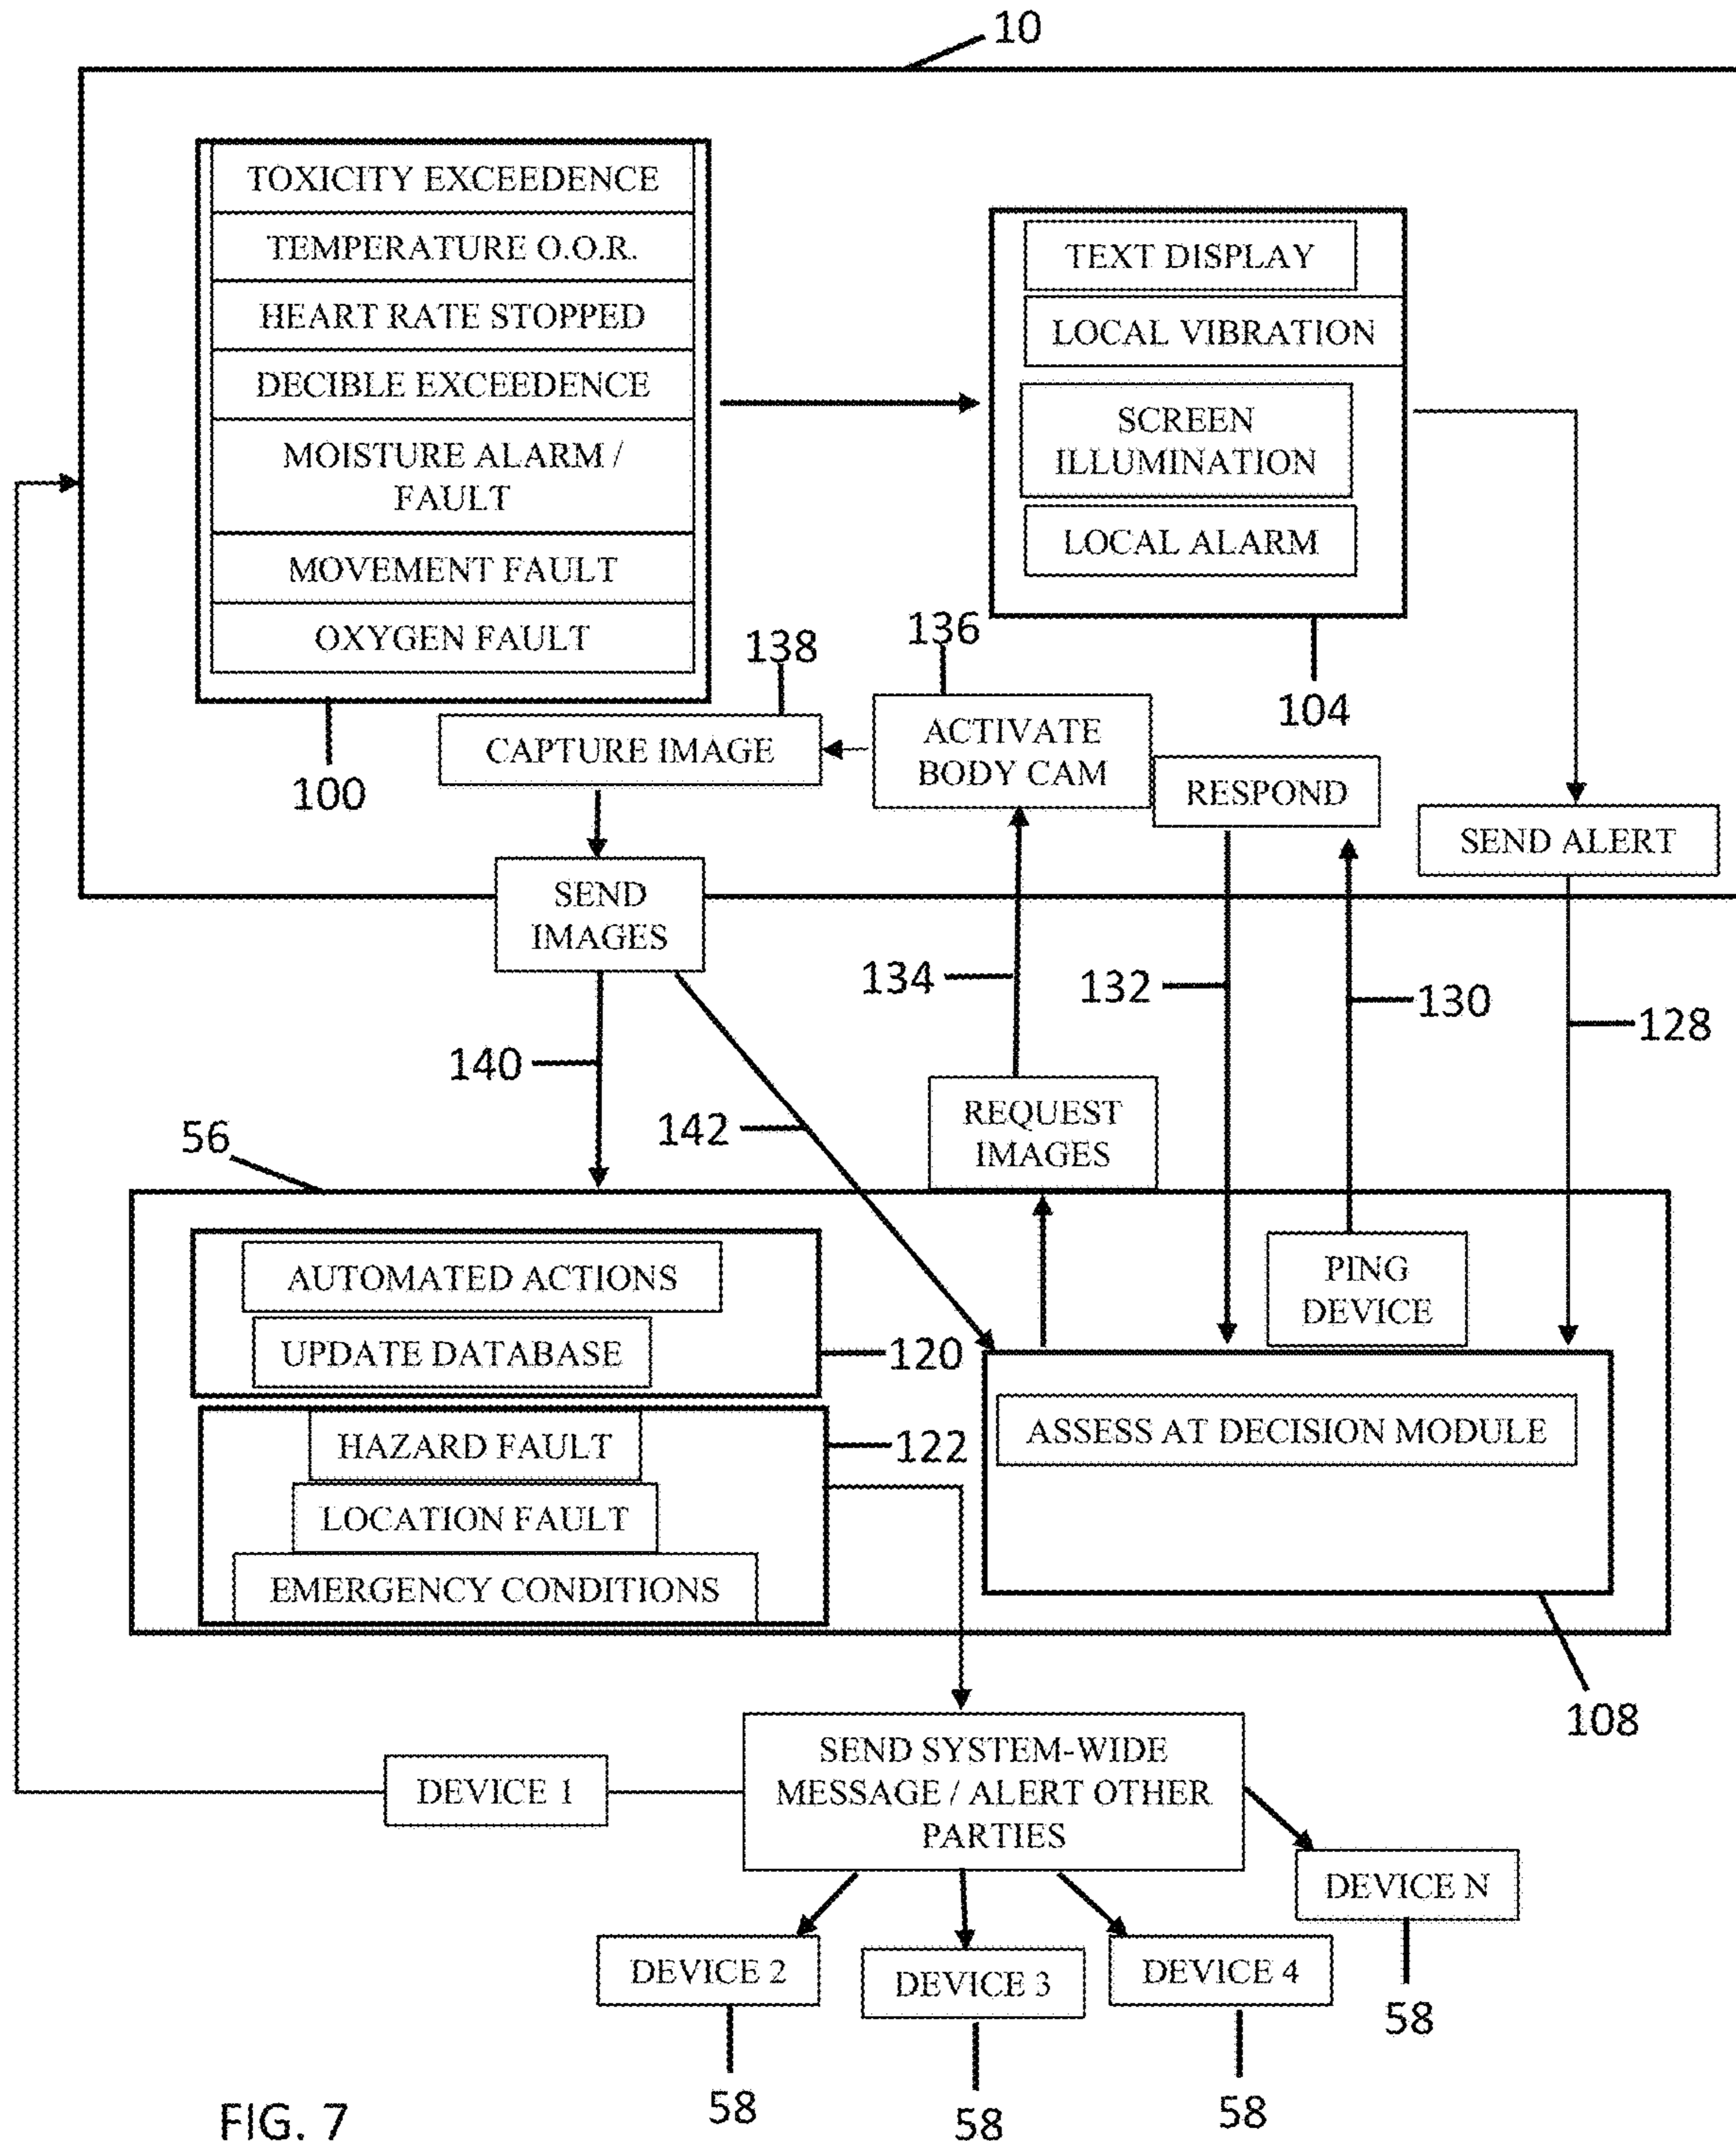 10
TOXICITY EXCEEDENCE
TEMPERATURE O.O.R.
HEART RATE STOPPED
DECIBLE EXCEEDENCE
MOISTURE ALARM /
FAULT
MOVEMENT FAULT
OXYGEN FAULT
100
TEXT DISPLAY
LOCAL VIBRATION
SCREEN
ILLUMINATION
LOCAL ALARM
104
138
136
CAPTURE IMAGE
ACTIVATE
BODY CAM
RESPOND
SEND ALERT
SEND
IMAGES
134
132
130
128
140
142
REQUEST
IMAGES
56
PING
DEVICE
AUTOMATED ACTIONS
UPDATE DATABASE
120
HAZARD FAULT
122
LOCATION FAULT
EMERGENCY CONDITIONS
ASSESS AT DECISION MODULE
108
SEND SYSTEM-WIDE
MESSAGE / ALERT OTHER
PARTIES
DEVICE 1
DEVICE N
58
DEVICE 2
DEVICE 3
DEVICE 4
58
58
58
FIG. 7